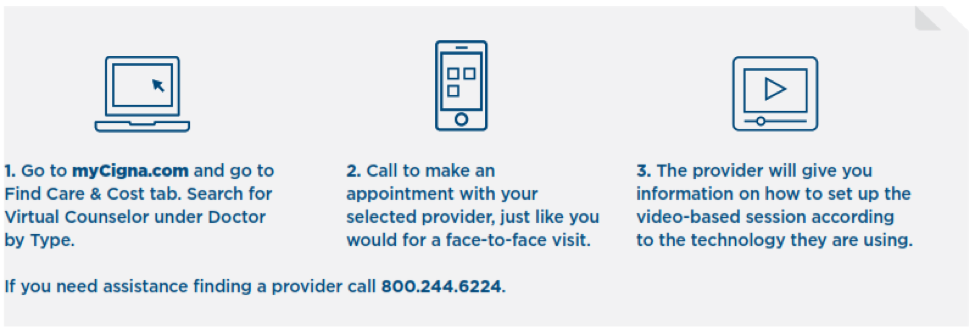 1. Go to myCigna.com and go to
Find Care & Cost tab. Search for
Virtual Counselor under Doctor
by Type.
2. Call to make an
appointment with your
selected provider, just like you
would for a face-to-face visit.
3. The provider will give you
information on how to set up the
video-based session according
to the technology they are using.
If you need assistance finding a provider call 800.244.6224.